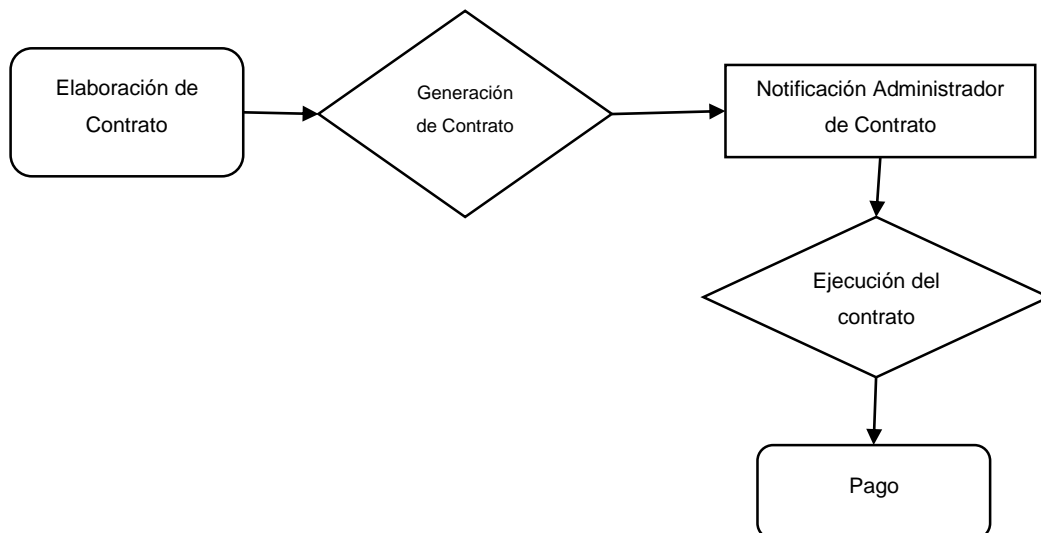 Elaboración de
Contrato
Generación
de Contrato
Notificación Administrador
de Contrato
Ejecución del
contrato
Pago